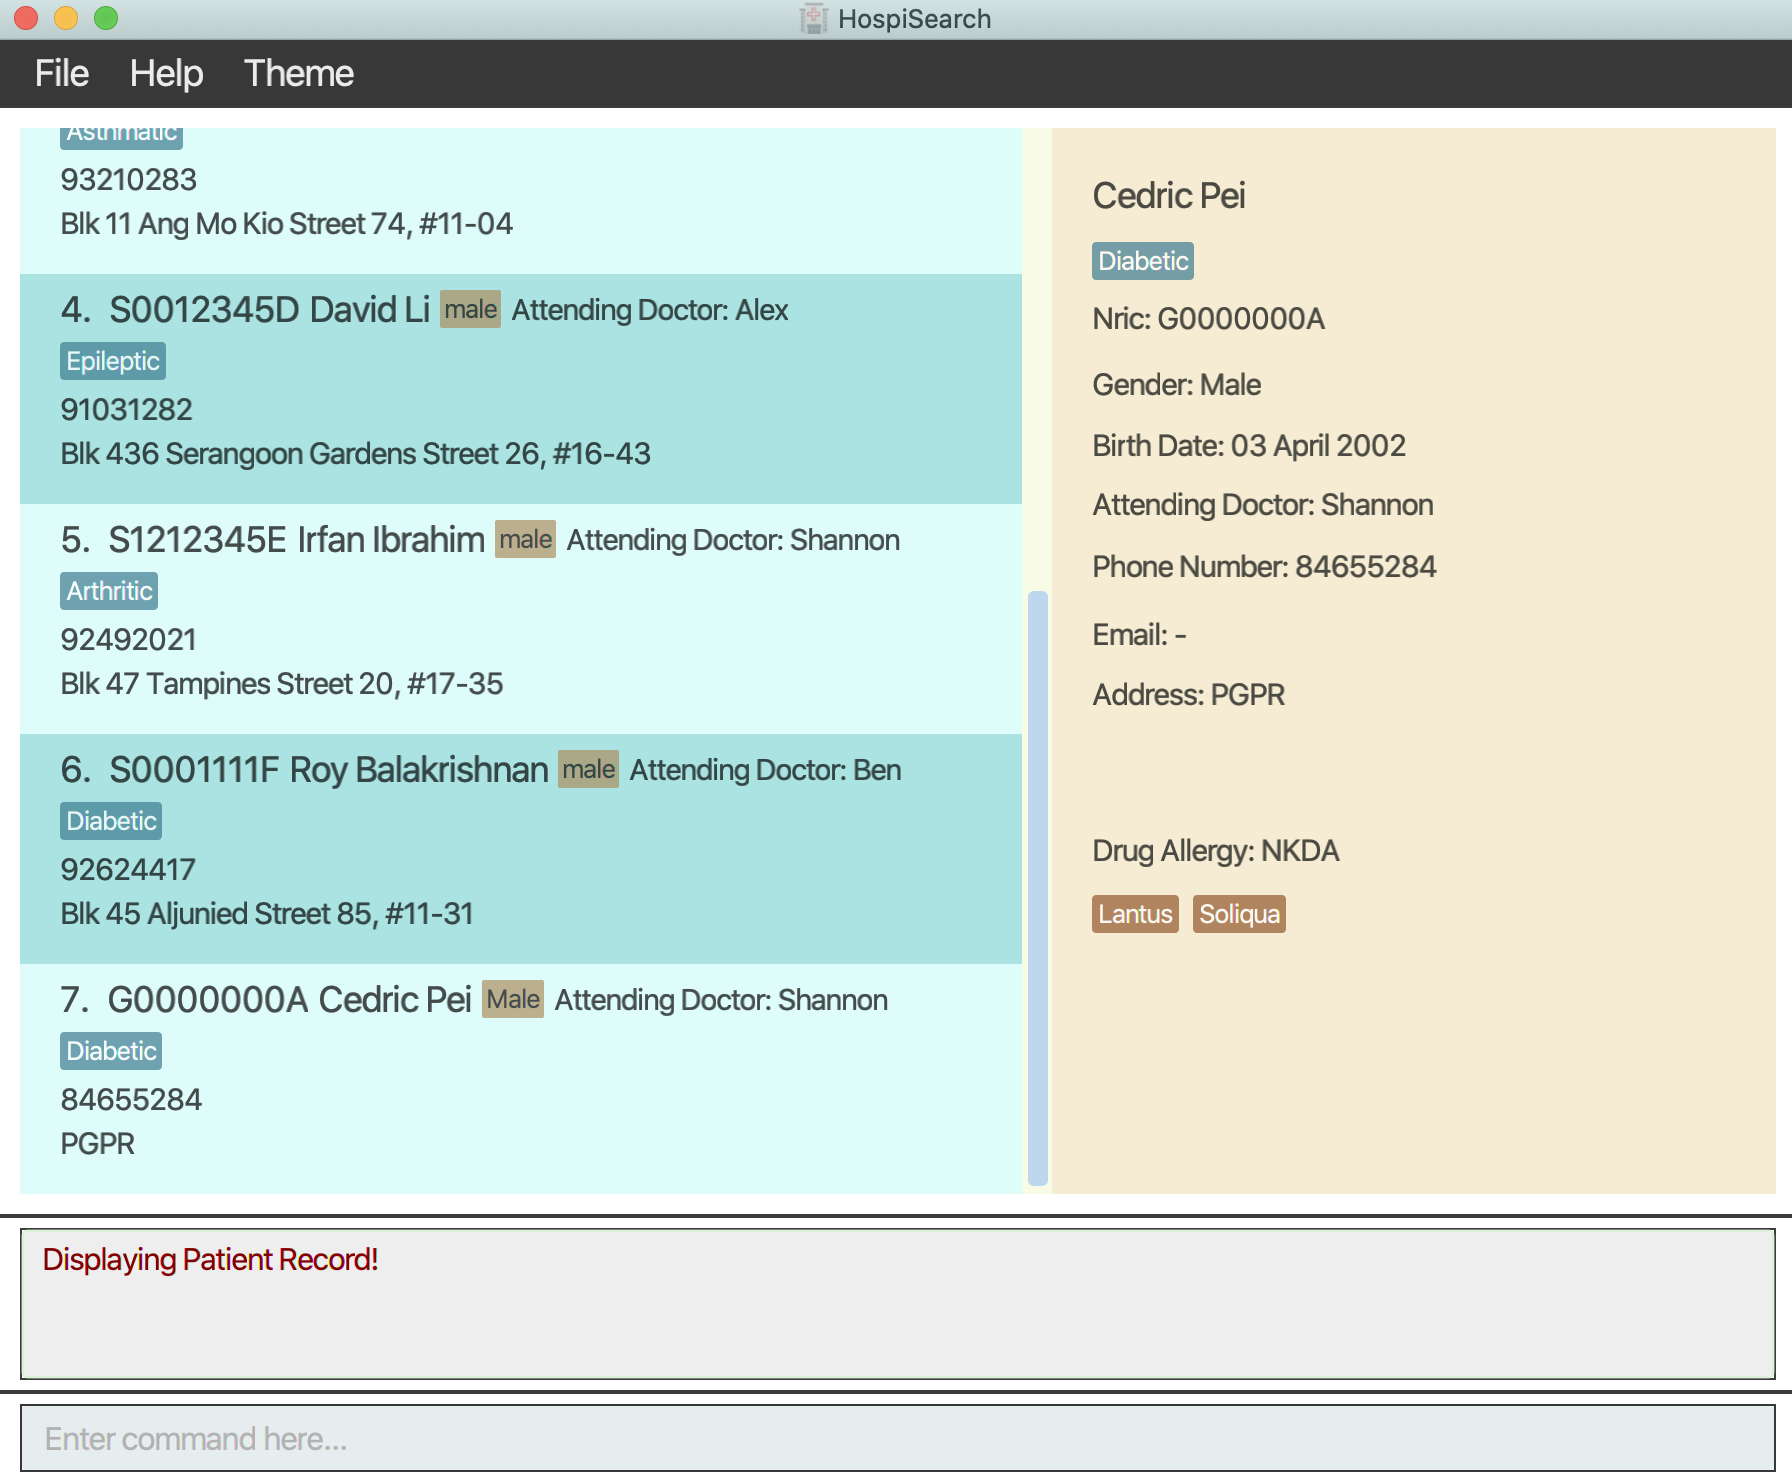 HospiSearch
File Help Theme
Asthmatic
93210283
Blk 11 Ang Mo Kio Street 74, #11-04
4. S0012345D David Li male Attending Doctor: Alex
Epileptic
91031282
Blk 436 Serangoon Gardens Street 26, #16-43
5. S1212345E Irfan Ibrahim male Attending Doctor: Shannon
Arthritic
92492021
Blk 47 Tampines Street 20, #17-35
6. S0001111F Roy Balakrishnan male Attending Doctor: Ben
Diabetic
92624417
Blk 45 Aljunied Street 85, #11-31
7. G0000000A Cedric Pei Male Attending Doctor: Shannon
Diabetic
84655284
PGPR
Cedric Pei
Diabetic
Nric: G0000000A
Gender: Male
Birth Date: 03 April 2002
Attending Doctor: Shannon
Phone Number: 84655284
Email: -
Address: PGPR
Drug Allergy: NKDA
Lantus Soliqua
Displaying Patient Record!
Enter command here...